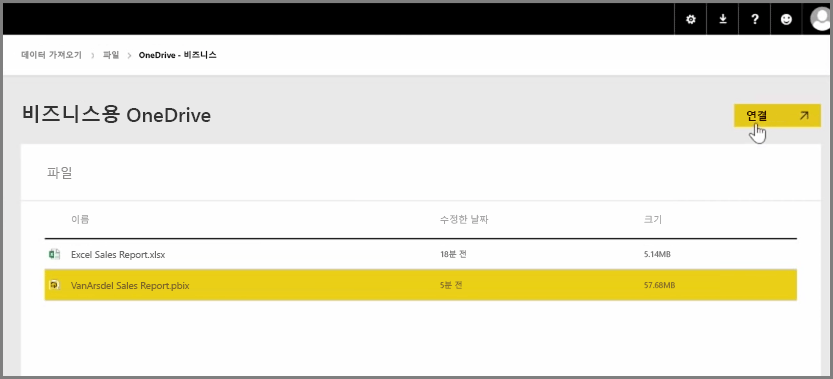 ?
데이터 가져오기 > 파일 > OneDrive - 비즈니스
비즈니스용 OneDrive
연결
파일
이름 수정한 날짜 크기
Excel Sales Report.xlsx 18분 전 5.14MB
VanArsdel Sales Report.pbix 5분 전 57.68MB